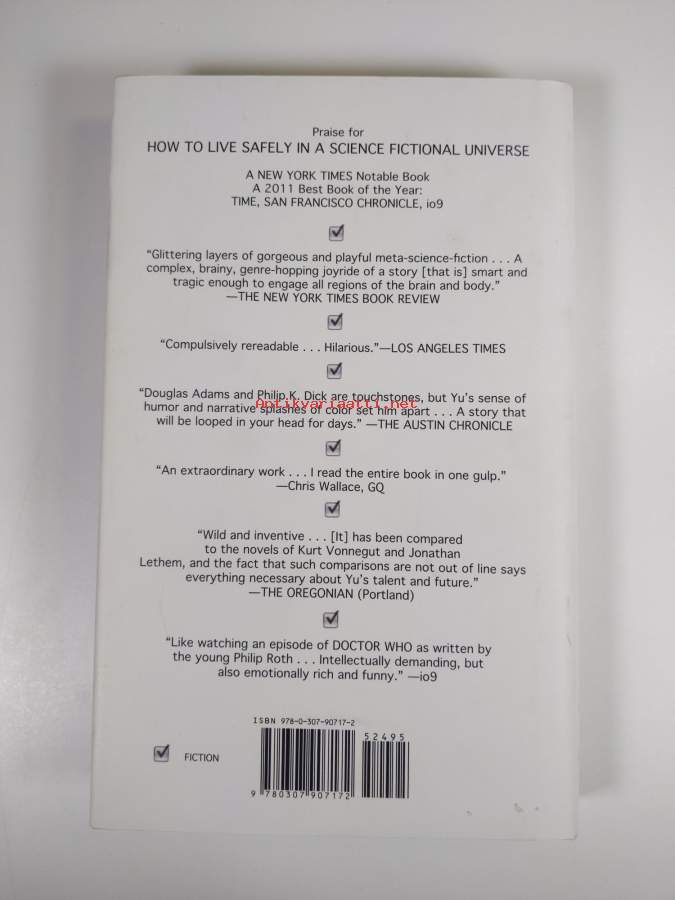 Praise for
HOW TO LIVE SAFELY IN A SCIENCE FICTIONAL UNIVERSE
A NEW YORK TIMES Notable Book
A 2011 Best Book of the Year:
TIME, SAN FRANCISCO CHRONICLE, io9
“Glittering layers of gorgeous and playful meta-science-fiction . . . A
complex, brainy, genre-hopping joyride of a story [that is] smart and
tragic enough to engage all regions of the brain and body.”
—THE NEW YORK TIMES BOOK REVIEW
“Compulsively rereadable . . . Hilarious.”—LOS ANGELES TIMES
“Douglas Adams and Philip K. Dick are touchstones, but Yu’s sense of
Antikvariaatti.net
humor and narrative splashes of color set him apart . . . A story that
will be looped in your head for days.” —THE AUSTIN CHRONICLE
“An extraordinary work . . . I read the entire book in one gulp.”
—Chris Wallace, GQ
“Wild and inventive . . . [It] has been compared
to the novels of Kurt Vonnegut and Jonathan
Lethem, and the fact that such comparisons are not out of line says
everything necessary about Yu’s talent and future.”
—THE OREGONIAN (Portland)
“Like watching an episode of DOCTOR WHO as written by
the young Philip Roth . . . Intellectually demanding, but
also emotionally rich and funny.” —io9
ISBN 978-0-307-90717-2
52495
FICTION
9 780307 907172